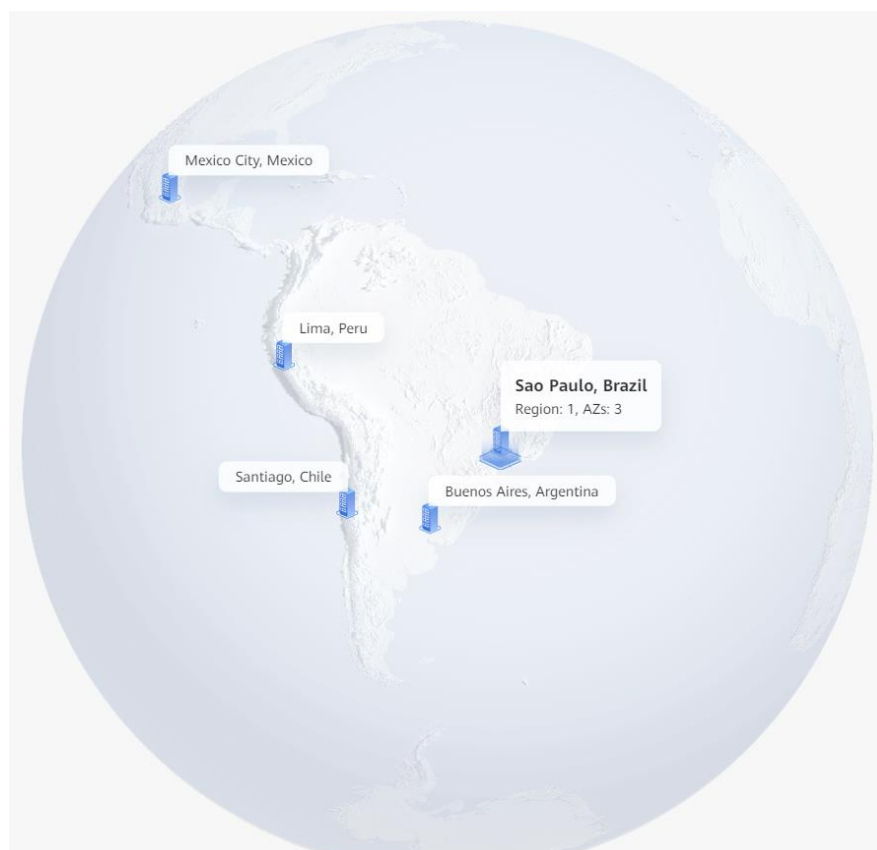 Mexico City, Mexico
Lima, Peru
Sao Paulo, Brazil
Region: 1, AZs: 3
Santiago, Chile
Buenos Aires, Argentina